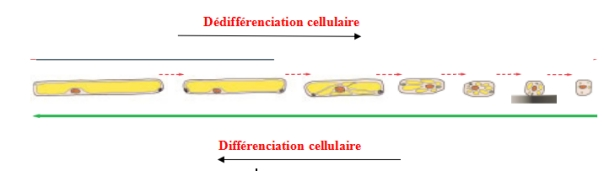 Dédifférenciation cellulaire
Différenciation cellulaire